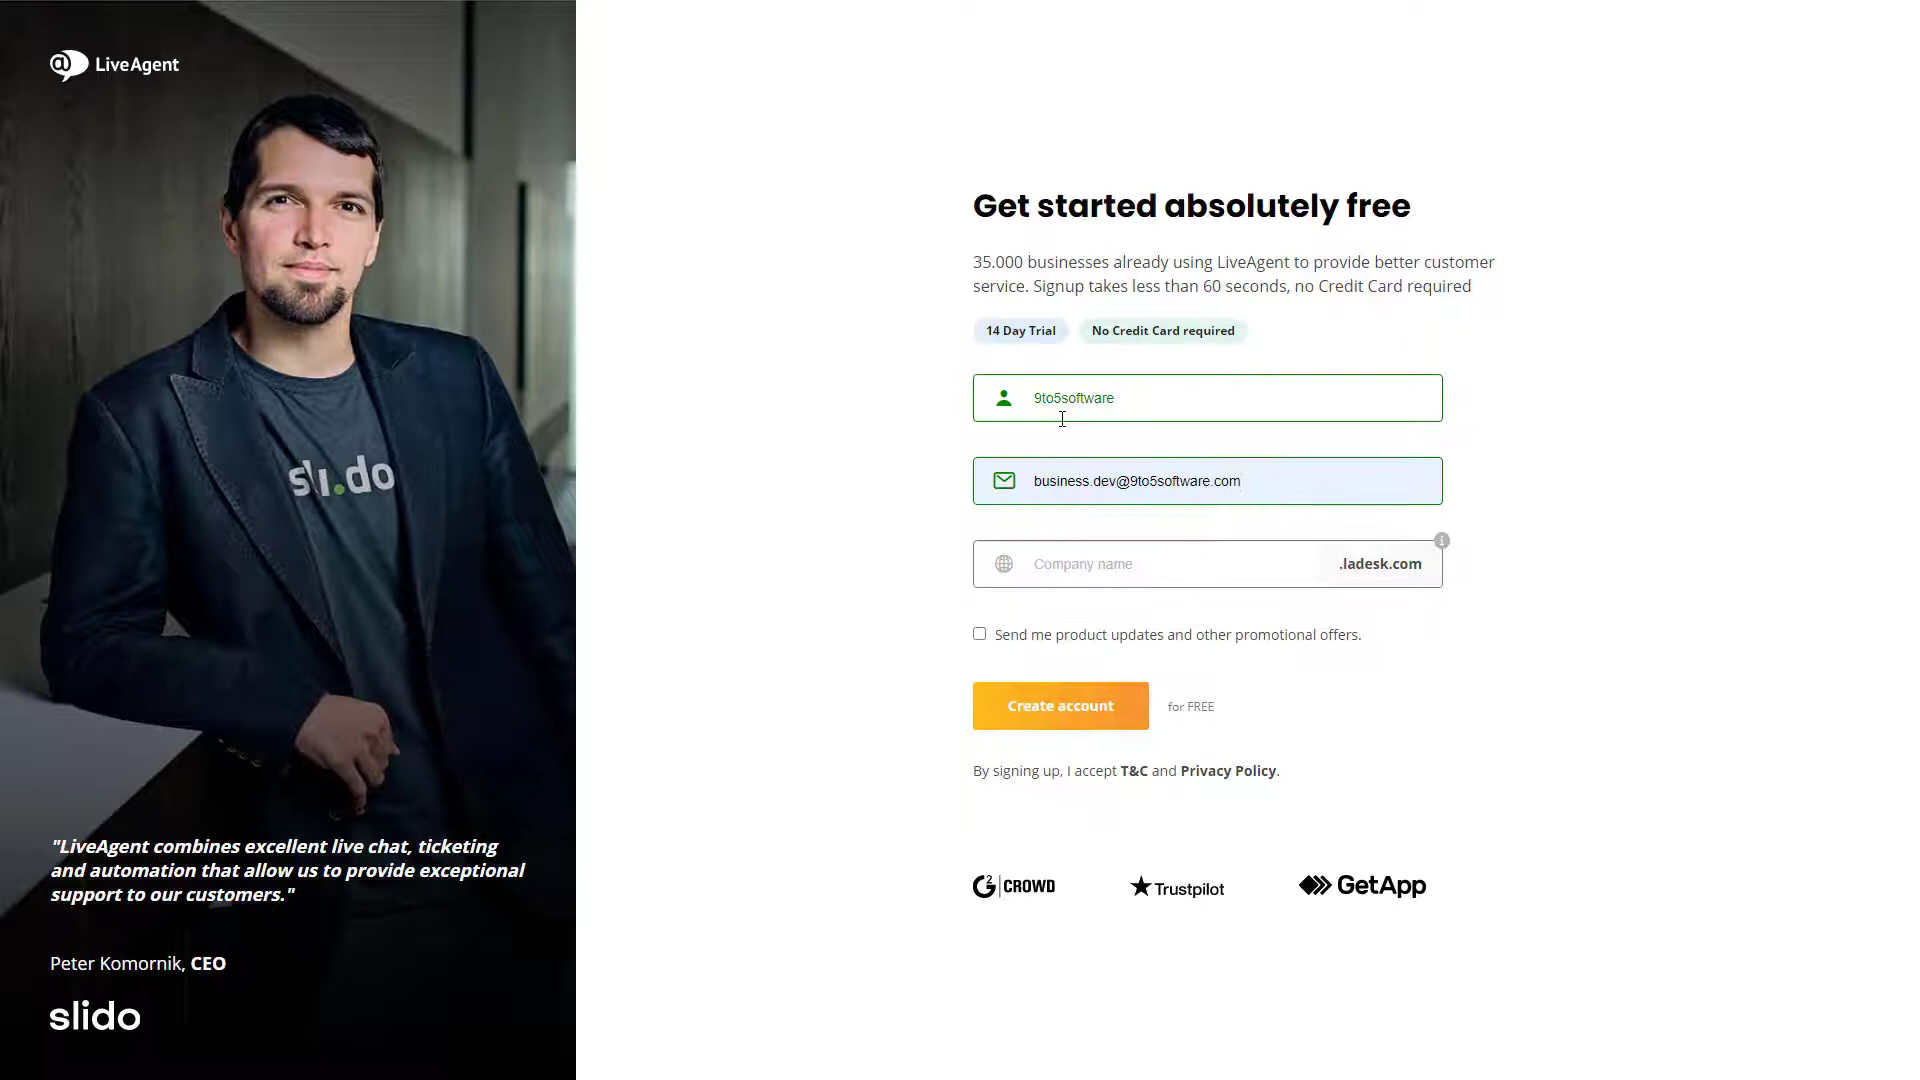 LiveAgent
sli.do
"LiveAgent combines excellent live chat, ticketing
and automation that allow us to provide exceptional
support to our customers."
Peter Komornik, CEO
slido
Get started absolutely free
35.000 businesses already using LiveAgent to provide better customer
service. Signup takes less than 60 seconds, no Credit Card required
14 Day Trial No Credit Card required
9to5software
business.dev@9to5software.com
Company name .ladesk.com
Send me product updates and other promotional offers.
Create account for FREE
By signing up, I accept T&C and Privacy Policy.
G2 CROWD Trustpilot GetApp